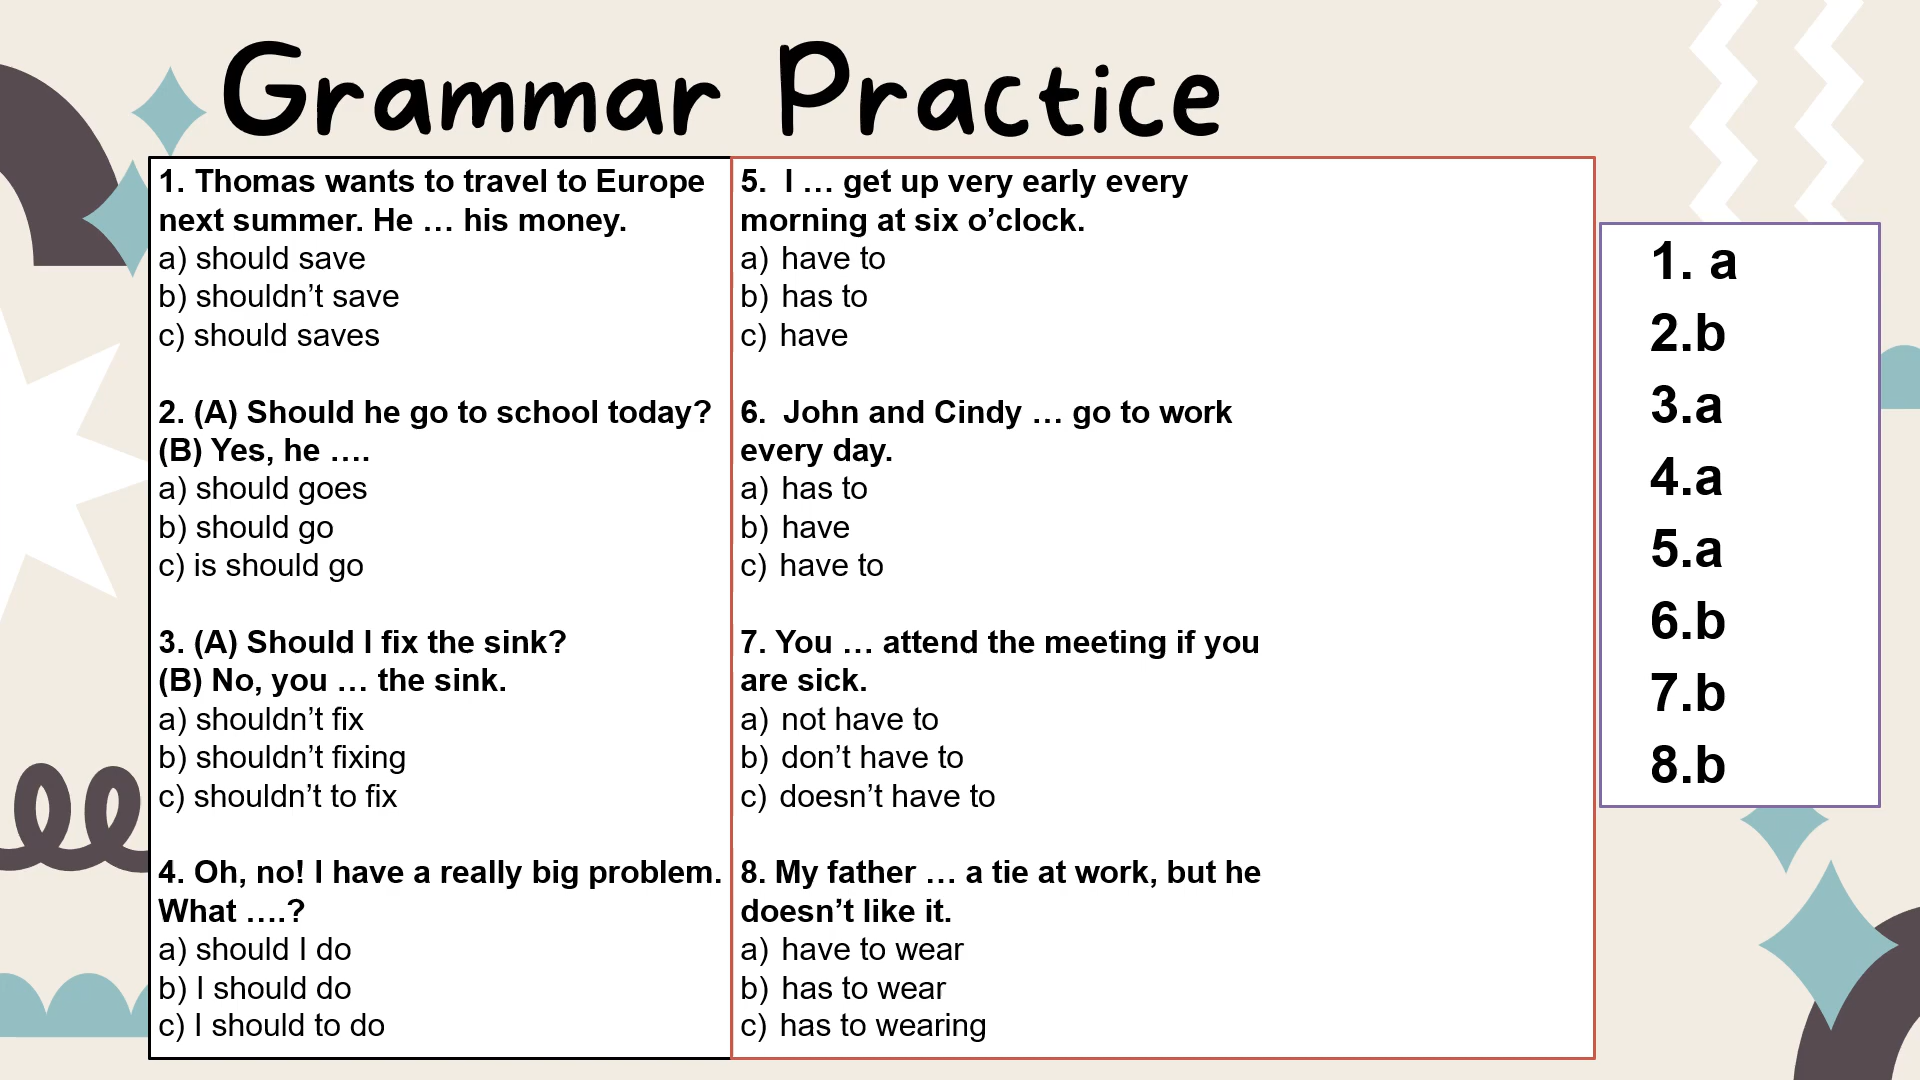 Grammar Practice
1. Thomas wants to travel to Europe
next summer. He … his money.
a) should save
b) shouldn’t save
c) should saves
2. (A) Should he go to school today?
(B) Yes, he ….
a) should goes
b) should go
c) is should go
3. (A) Should I fix the sink?
(B) No, you … the sink.
a) shouldn’t fix
b) shouldn’t fixing
c) shouldn’t to fix
4. Oh, no! I have a really big problem.
What ….?
a) should I do
b) I should do
c) I should to do
5. I … get up very early every
morning at six o’clock.
a) have to
b) has to
c) have
6. John and Cindy … go to work
every day.
a) has to
b) have
c) have to
7. You … attend the meeting if you
are sick.
a) not have to
b) don’t have to
c) doesn’t have to
8. My father … a tie at work, but he
doesn’t like it.
a) have to wear
b) has to wear
c) has to wearing
1. a
2.b
3.a
4.a
5.a
6.b
7.b
8.b